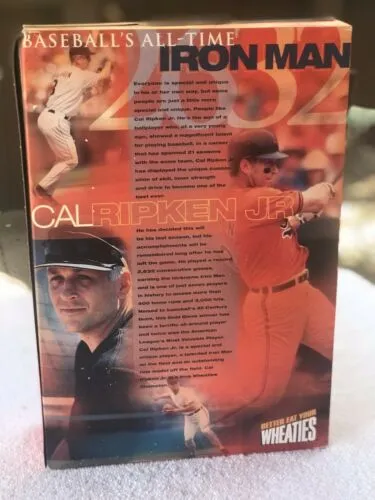 BASEBALL'S ALL-TIME
IRON MAN
2632
Everyone is special and unique
in his or her own way, but some
people are just a little more
special and unique. People like
Cal Ripken Jr. He's the son of a
ballplayer who, at a very young
age, showed a magnificent talent
for playing baseball. In a career
that has spanned 21 seasons
with the same team, Cal Ripken Jr.
has displayed the unique combi-
nation of skill, inner strength
and drive to become one of the
best ever.
CAL RIPKEN JR
He has decided this will
be his last season, but his
accomplishments will be
remembered long after he has
left the game. He played a record
2,632 consecutive games,
earning the nickname Iron Man
and is one of just seven players
in history to amass more than
400 home runs and 3,000 hits.
Named to baseball's All-Century
team, this Gold Glove winner has
been a terrific all-around player
and twice was the American
League's Most Valuable Player.
Cal Ripken Jr. is a special and
unique player, a talented Iron Man
on the field and an outstanding
role model off the field. Cal
Ripken Jr. is a true Wheaties
Champion.
BETTER EAT YOUR
WHEATIES